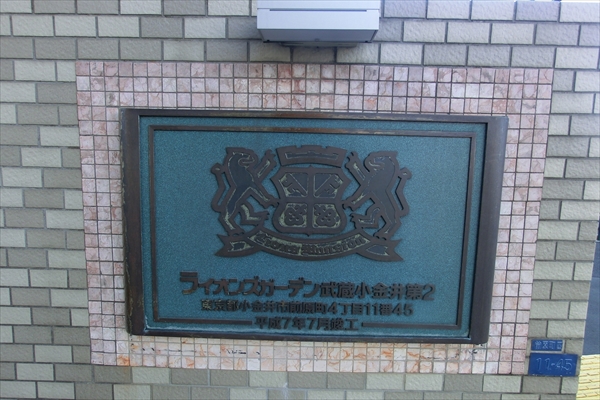 Lions Mansion
ライオンズガーデン武蔵小金井第2
東京都小金井市前原町4丁目11番45
平成7年7月竣工